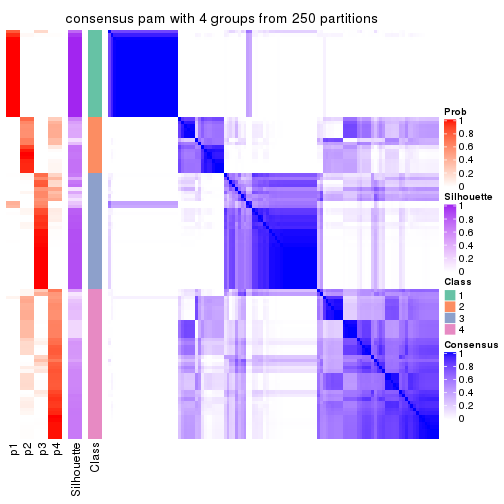 consensus pam with 4 groups from 250 partitions
Prob
1
0.8
0.6
0.4
0.2
0
Silhouette
1
0.8
0.6
0.4
0.2
0
Class
1
2
3
4
Consensus
1
0.8
0.6
0.4
0.2
0
p1
p2
p3
p4
Silhouette
Class